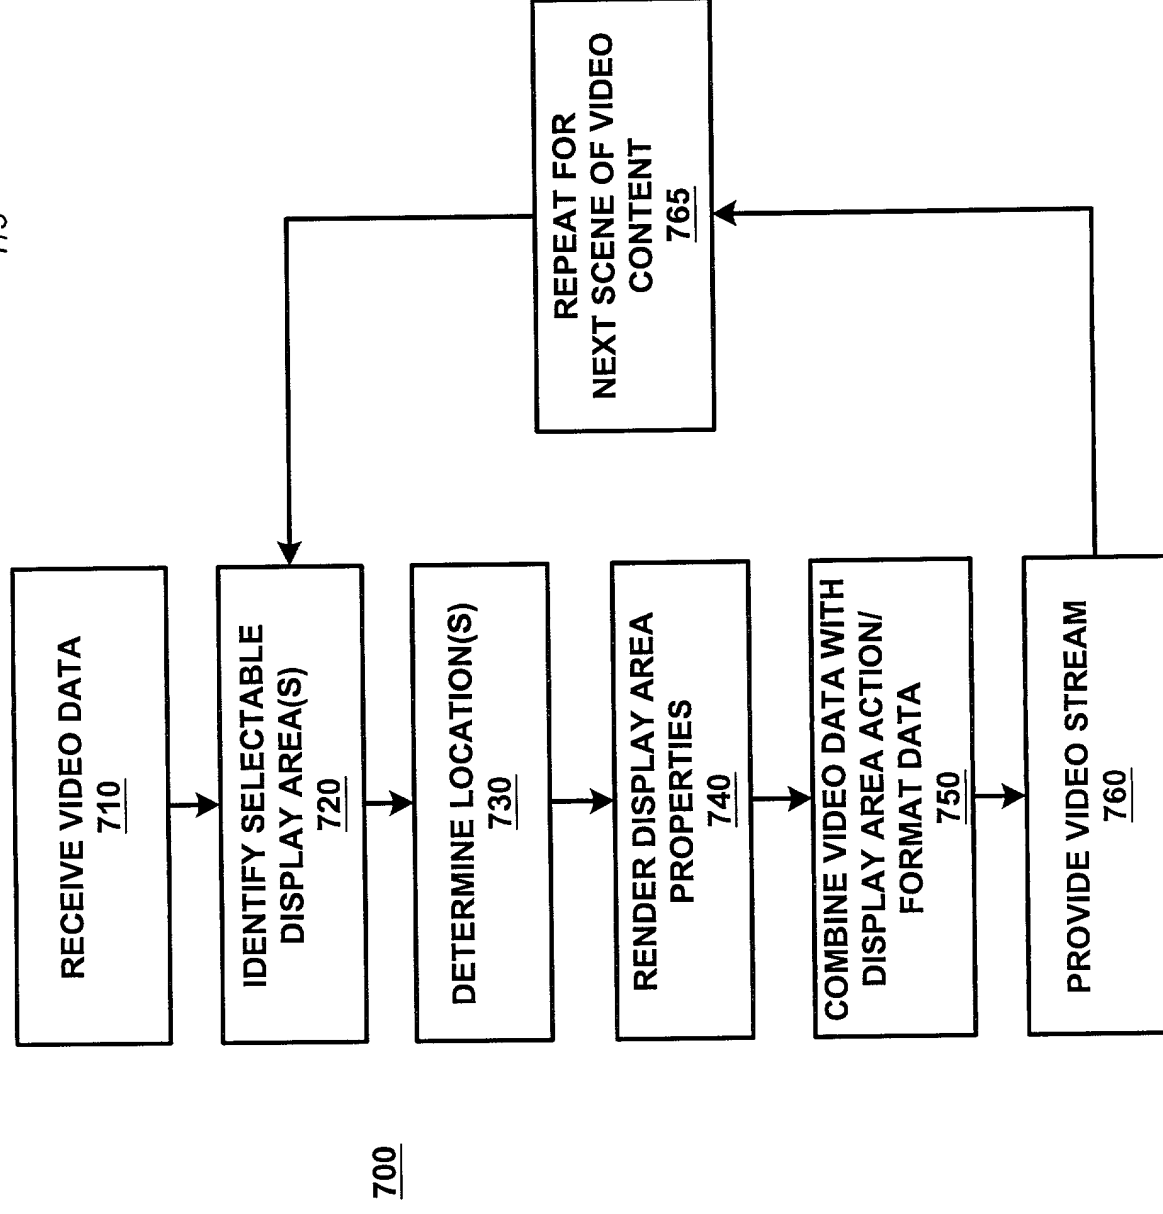 700
RECEIVE VIDEO DATA
710
IDENTIFY SELECTABLE
DISPLAY AREA(S)
720
DETERMINE LOCATION(S)
730
RENDER DISPLAY AREA
PROPERTIES
740
COMBINE VIDEO DATA WITH
DISPLAY AREA ACTION/
FORMAT DATA
750
PROVIDE VIDEO STREAM
760
REPEAT FOR
NEXT SCENE OF VIDEO
CONTENT
765